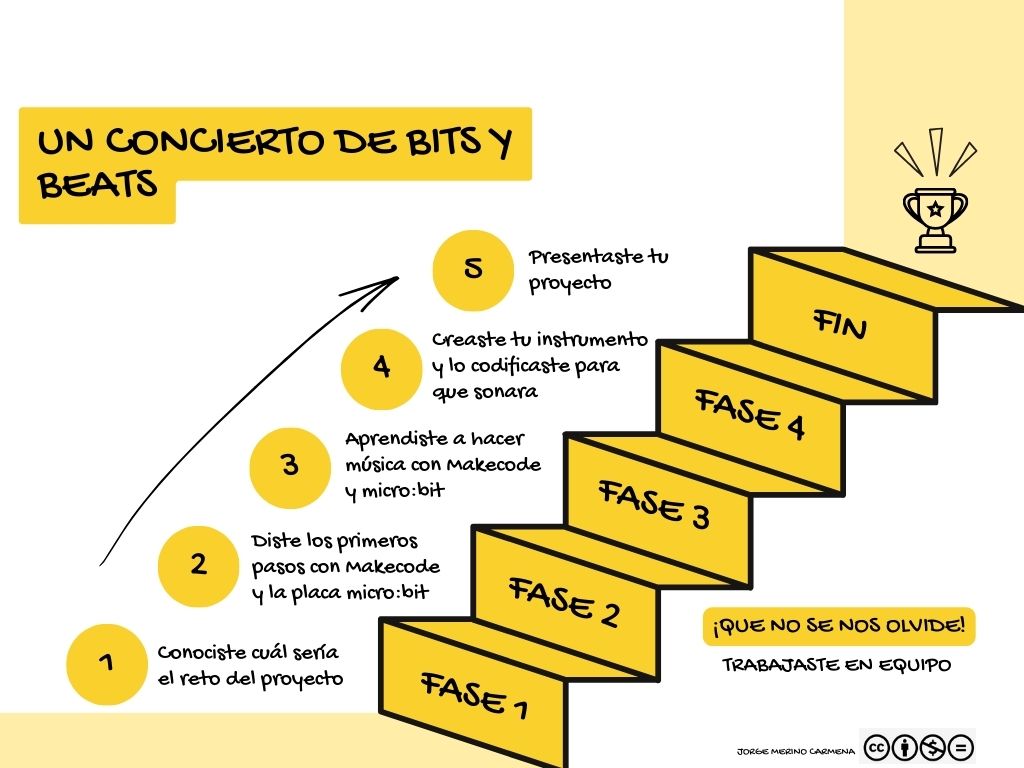 UN CONCIERTO DE BITS Y
BEATS
5
Presentaste tu
proyecto
4
Creaste tu instrumento
y lo codificaste para
que sonara
3
Aprendiste a hacer
música con Makecode
y micro:bit
2
Diste los primeros
pasos con Makecode
y la placa micro:bit
1
Conociste cuál sería
el reto del proyecto
FIN
FASE 4
FASE 3
FASE 2
FASE 1
¡QUE NO SE NOS OLVIDE!
TRABAJASTE EN EQUIPO
JORGE MERINO CARMENA
cc